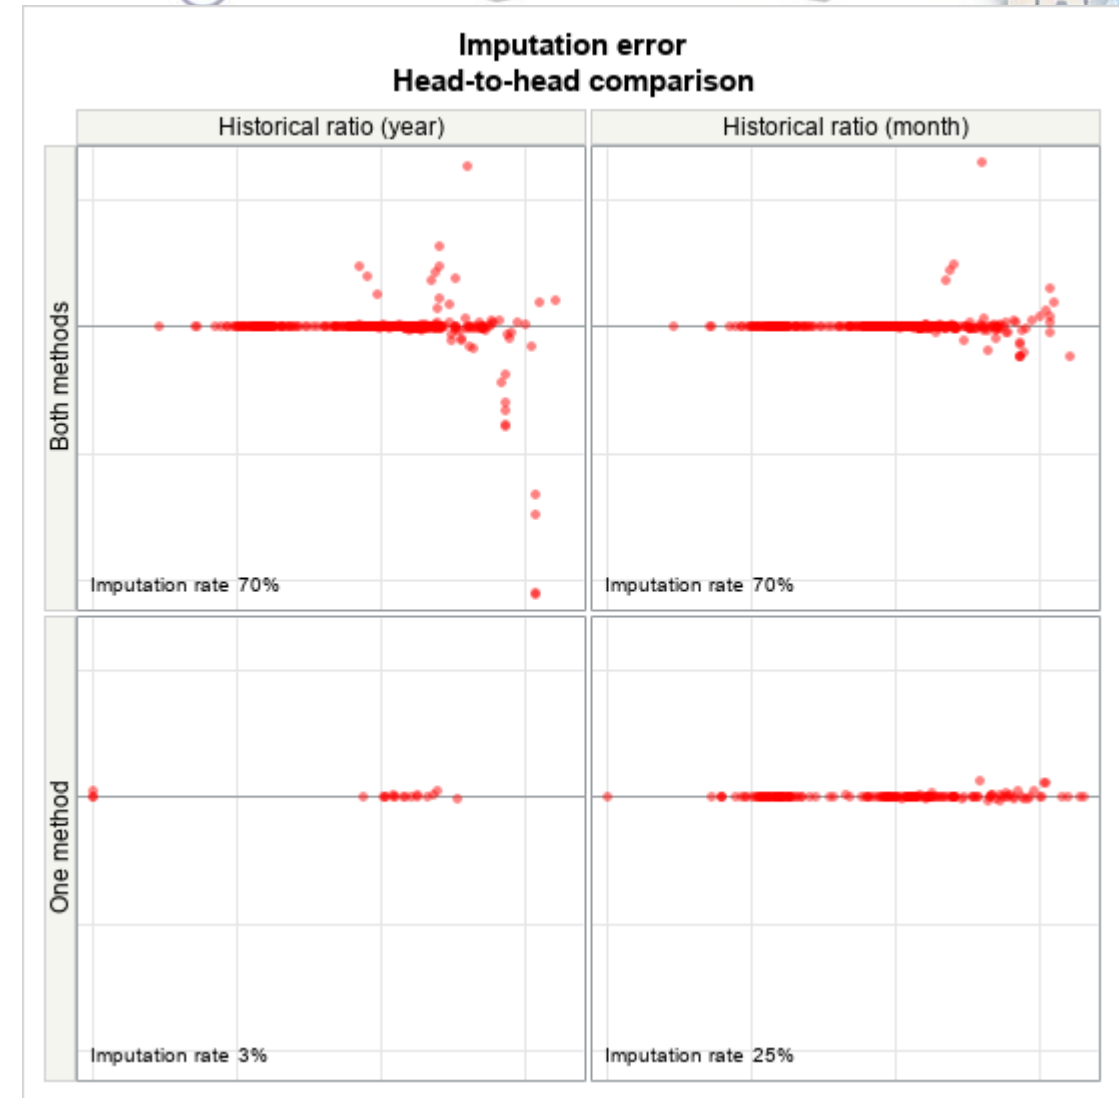 Imputation error
Head-to-head comparison
Historical ratio (year)
Historical ratio (month)
Both methods
Imputation rate 70%
Imputation rate 70%
One method
Imputation rate 3%
Imputation rate 25%